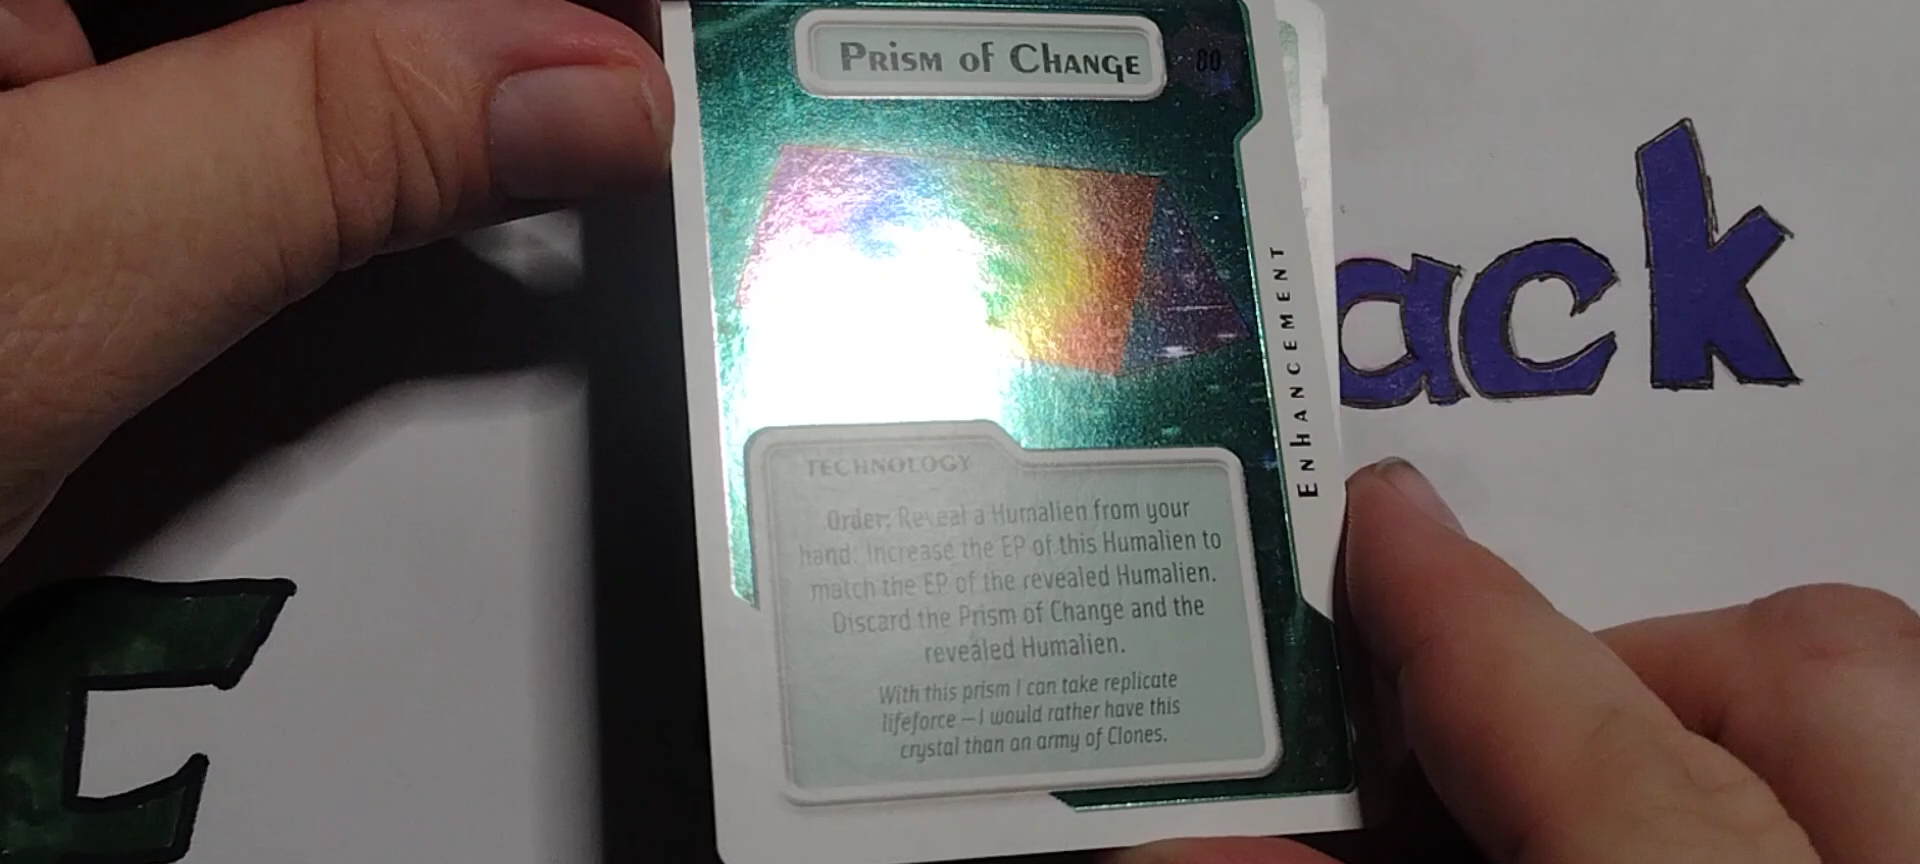 Prism of Change
80
ENHANCEMENT
TECHNOLOGY
Order: Reveal a Humalien from your
hand: Increase the EP of this Humalien to
match the EP of the revealed Humalien.
Discard the Prism of Change and the
revealed Humalien.
With this prism I can take replicate
lifeforce – I would rather have this
crystal than an army of Clones.
ack